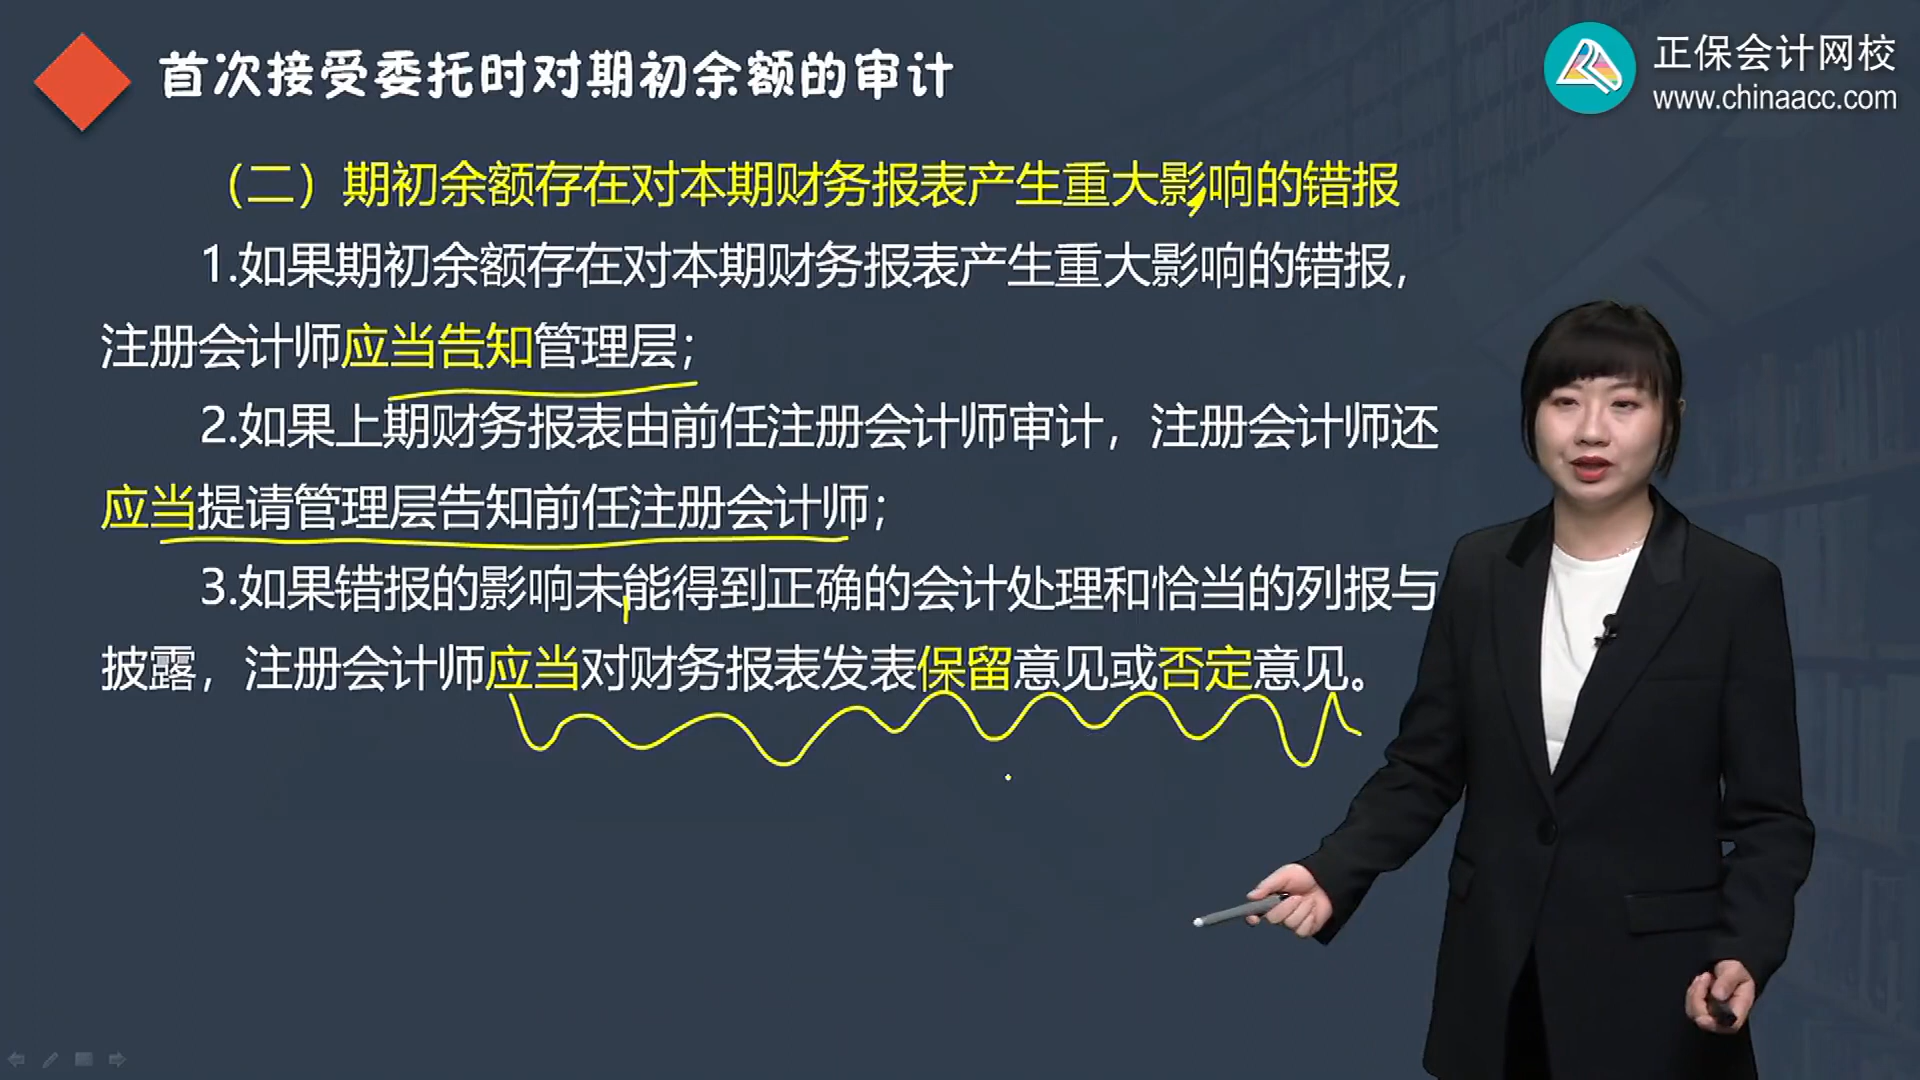 首次接受委托时对期初余额的审计
正保会计网校
www.chinaacc.com
（二）期初余额存在对本期财务报表产生重大影响的错报
1.如果期初余额存在对本期财务报表产生重大影响的错报，
注册会计师应当告知管理层；
2.如果上期财务报表由前任注册会计师审计，注册会计师还
应当提请管理层告知前任注册会计师；
3.如果错报的影响未能得到正确的会计处理和恰当的列报与
披露，注册会计师应当对财务报表发表保留意见或否定意见。